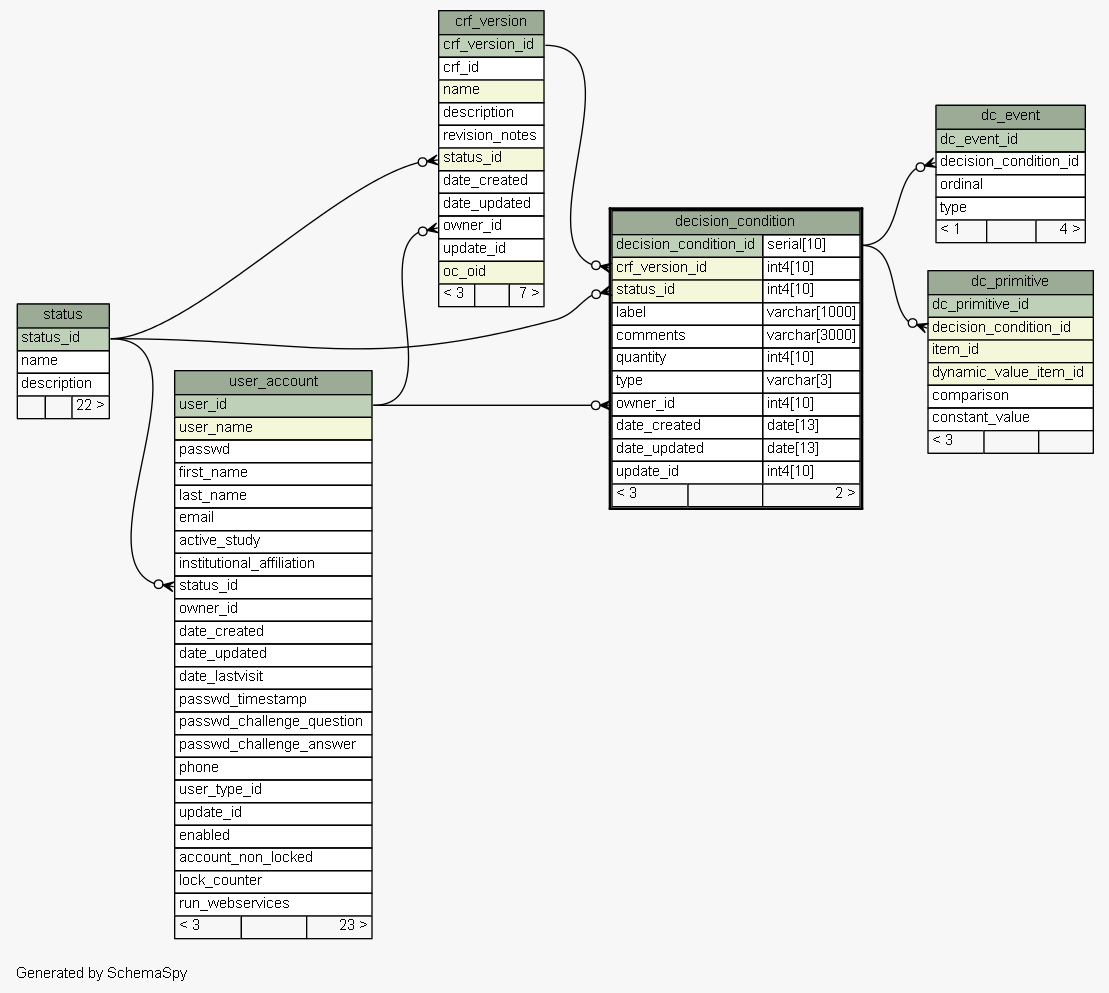 crf_version
crf_version_id
crf_id
name
description
revision_notes
status_id
date_created
date_updated
owner_id
update_id
oc_oid
< 3 7 >
dc_event
dc_event_id
decision_condition_id
ordinal
type
< 1 4 >
decision_condition
decision_condition_id serial[10]
crf_version_id int4[10]
status_id int4[10]
label varchar[1000]
comments varchar[3000]
quantity int4[10]
type varchar[3]
owner_id int4[10]
date_created date[13]
date_updated date[13]
update_id int4[10]
< 3 2 >
dc_primitive
dc_primitive_id
decision_condition_id
item_id
dynamic_value_item_id
comparison
constant_value
< 3
status
status_id
name
description
22 >
user_account
user_id
user_name
passwd
first_name
last_name
email
active_study
institutional_affiliation
status_id
owner_id
date_created
date_updated
date_lastvisit
passwd_timestamp
passwd_challenge_question
passwd_challenge_answer
phone
user_type_id
update_id
enabled
account_non_locked
lock_counter
run_webservices
< 3 23 >
Generated by SchemaSpy